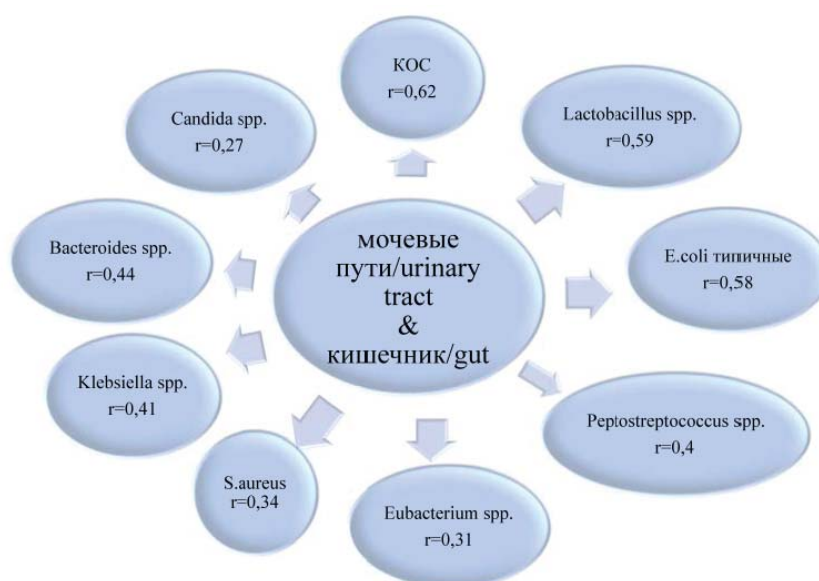 КОС
r=0,62
Lactobacillus spp.
r=0,59
E.coli типичные
r=0,58
Peptostreptococcus spp.
r=0,4
Eubacterium spp.
r=0,31
S.aureus
r=0,34
Klebsiella spp.
r=0,41
Bacteroides spp.
r=0,44
Candida spp.
r=0,27
мочевые
пути/urinary
tract
&
кишечник/gut